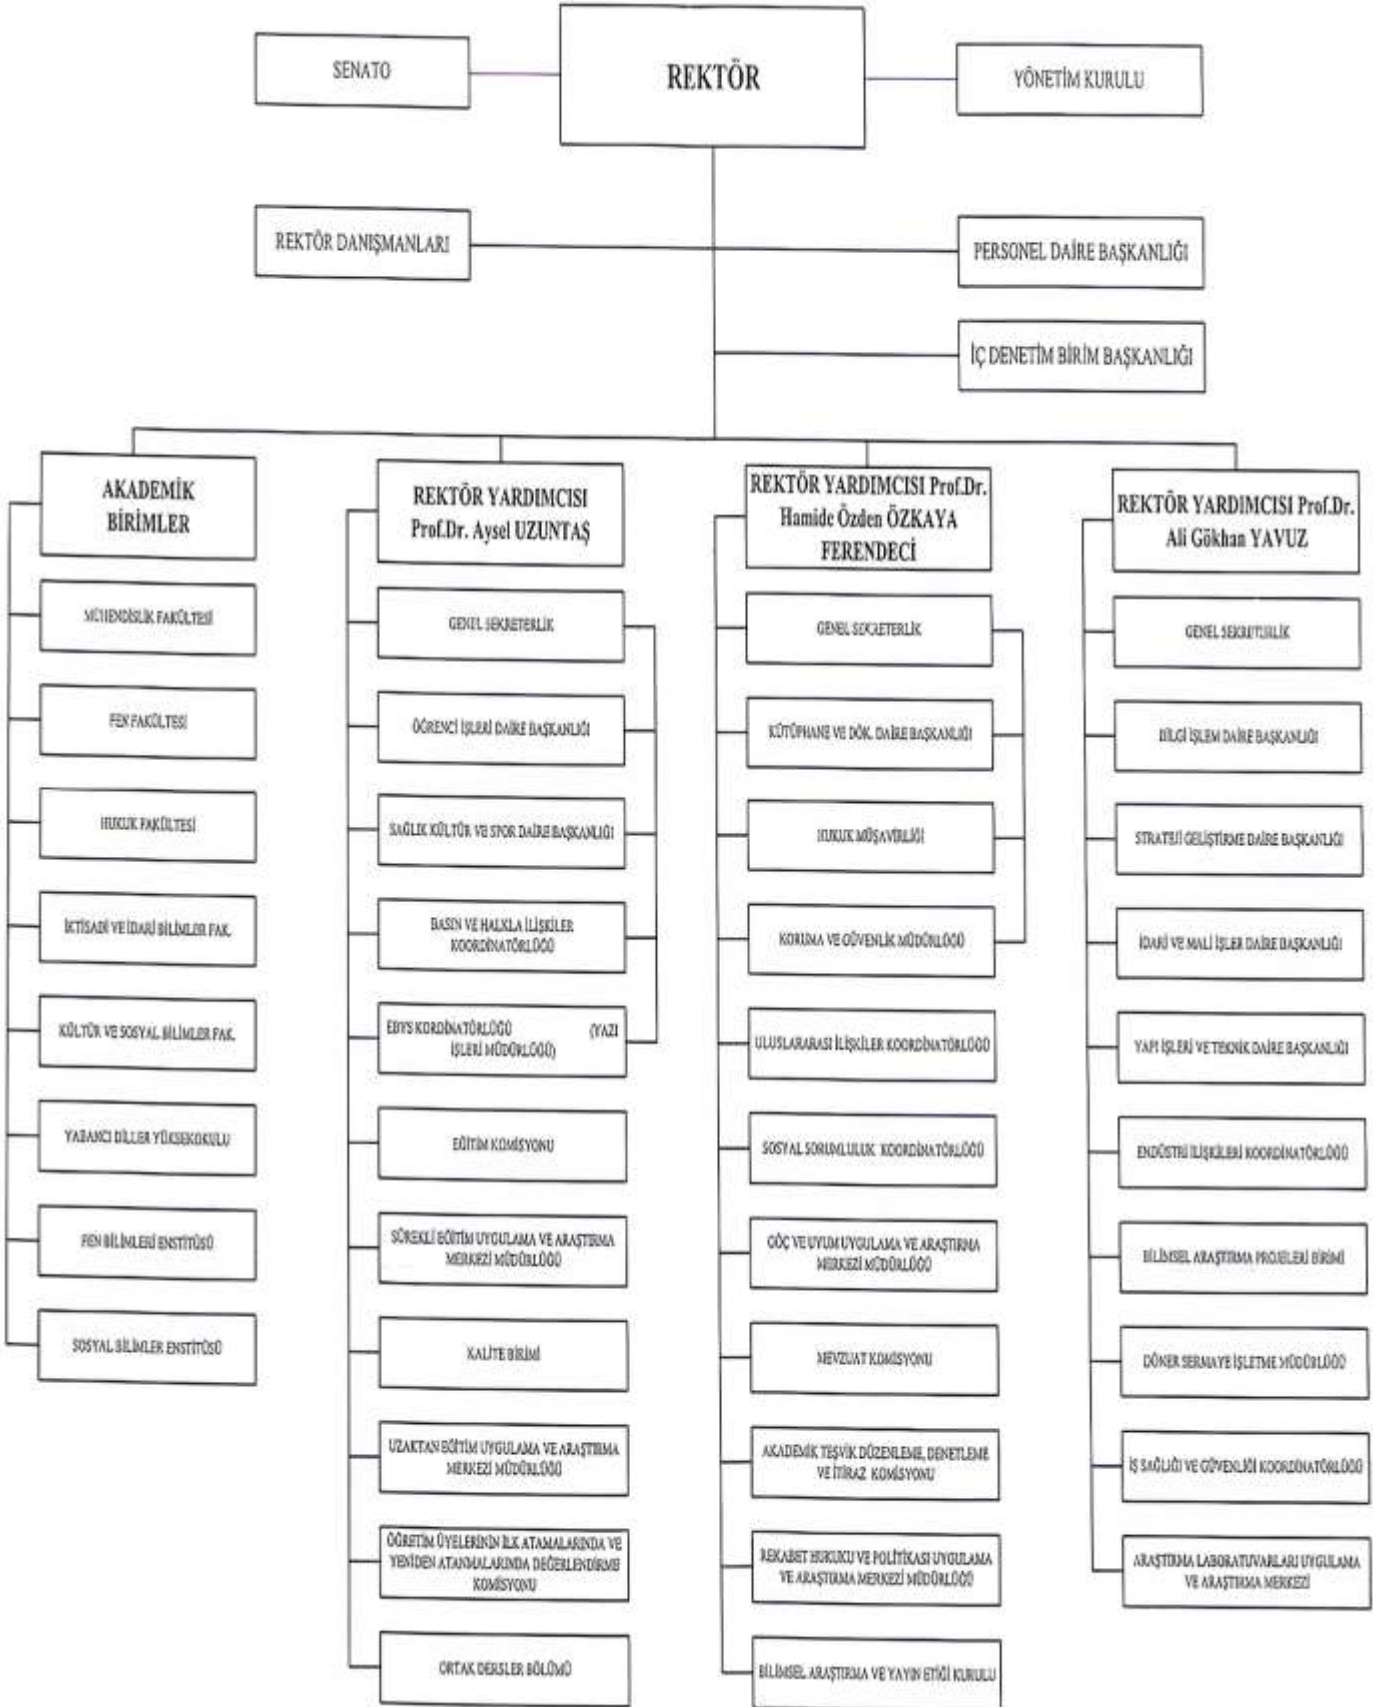 SENATO
REKTÖR
YÖNETİM KURULU
REKTÖR DANIŞMANLARI
PERSONEL DAİRE BAŞKANLIĞI
İÇ DENETİM BİRİM BAŞKANLIĞI
AKADEMİK
BİRİMLER
MÜHENDİSLİK FAKÜLTESİ
FEN FAKÜLTESİ
HUKUK FAKÜLTESİ
İKTİSADİ VE İDARİ BİLİMLER FAK.
KÜLTÜR VE SOSYAL BİLİMLER FAK.
YABANCI DİLLER YÜKSEKOKULU
FEN BİLİMLERİ ENSTİTÜSÜ
SOSYAL BİLİMLER ENSTİTÜSÜ
REKTÖR YARDIMCISI
Prof.Dr. Aysel UZUNTAŞ
GENEL SEKRETERLİK
ÖĞRENCİ İŞLERİ DAİRE BAŞKANLIĞI
SAĞLIK KÜLTÜR VE SPOR DAİRE BAŞKANLIĞI
BASIN VE HALKLA İLİŞKİLER
KOORDİNATÖRLÜĞÜ
EBYS KORDİNATÖRLÜĞÜ (YAZI
İŞLERİ MÜDÜRLÜĞÜ)
EĞİTİM KOMİSYONU
SÜREKLİ EĞİTİM UYGULAMA VE ARAŞTIRMA
MERKEZİ MÜDÜRLÜĞÜ
KALİTE BİRİMİ
UZAKTAN EĞİTİM UYGULAMA VE ARAŞTIRMA
MERKEZİ MÜDÜRLÜĞÜ
ÖĞRETİM ÜYELERİNİN İLK ATAMALARINDA VE
YENİDEN ATANMALARINDA DEĞERLENDİRME
KOMİSYONU
ORTAK DERSLER BÖLÜMÜ
REKTÖR YARDIMCISI Prof.Dr.
Hamide Özden ÖZKAYA
FERENDECİ
GENEL SEKRETERLİK
KÜTÜPHANE VE DÖK. DAİRE BAŞKANLIĞI
HUKUK MÜŞAVİRLİĞİ
KORUMA VE GÜVENLİK MÜDÜRLÜĞÜ
ULUSLARARASI İLİŞKİLER KOORDİNATÖRLÜĞÜ
SOSYAL SORUMLULUK KOORDİNATÖRLÜĞÜ
GÖÇ VE UYUM UYGULAMA VE ARAŞTIRMA
MERKEZİ MÜDÜRLÜĞÜ
MEVZUAT KOMİSYONU
AKADEMİK TEŞVİK DÜZENLEME, DENETLEME
VE İTİRAZ KOMİSYONU
REKABET HUKUKU VE POLİTİKASI UYGULAMA
VE ARAŞTIRMA MERKEZİ MÜDÜRLÜĞÜ
BİLİMSEL ARAŞTIRMA VE YAYIN ETİĞİ KURULU
REKTÖR YARDIMCISI Prof.Dr.
Ali Gökhan YAVUZ
GENEL SEKRETERLİK
BİLGİ İŞLEM DAİRE BAŞKANLIĞI
STRATEJİ GELİŞTİRME DAİRE BAŞKANLIĞI
İDARİ VE MALİ İŞLER DAİRE BAŞKANLIĞI
YAPI İŞLERİ VE TEKNİK DAİRE BAŞKANLIĞI
ENDÜSTRİ İLİŞKİLERİ KOORDİNATÖRLÜĞÜ
BİLİMSEL ARAŞTIRMA PROJELERİ BİRİMİ
DÖNER SERMAYE İŞLETME MÜDÜRLÜĞÜ
İŞ SAĞLIĞI VE GÜVENLİĞİ KOORDİNATÖRLÜĞÜ
ARAŞTIRMA LABORATUVARLARI UYGULAMA
VE ARAŞTIRMA MERKEZİ